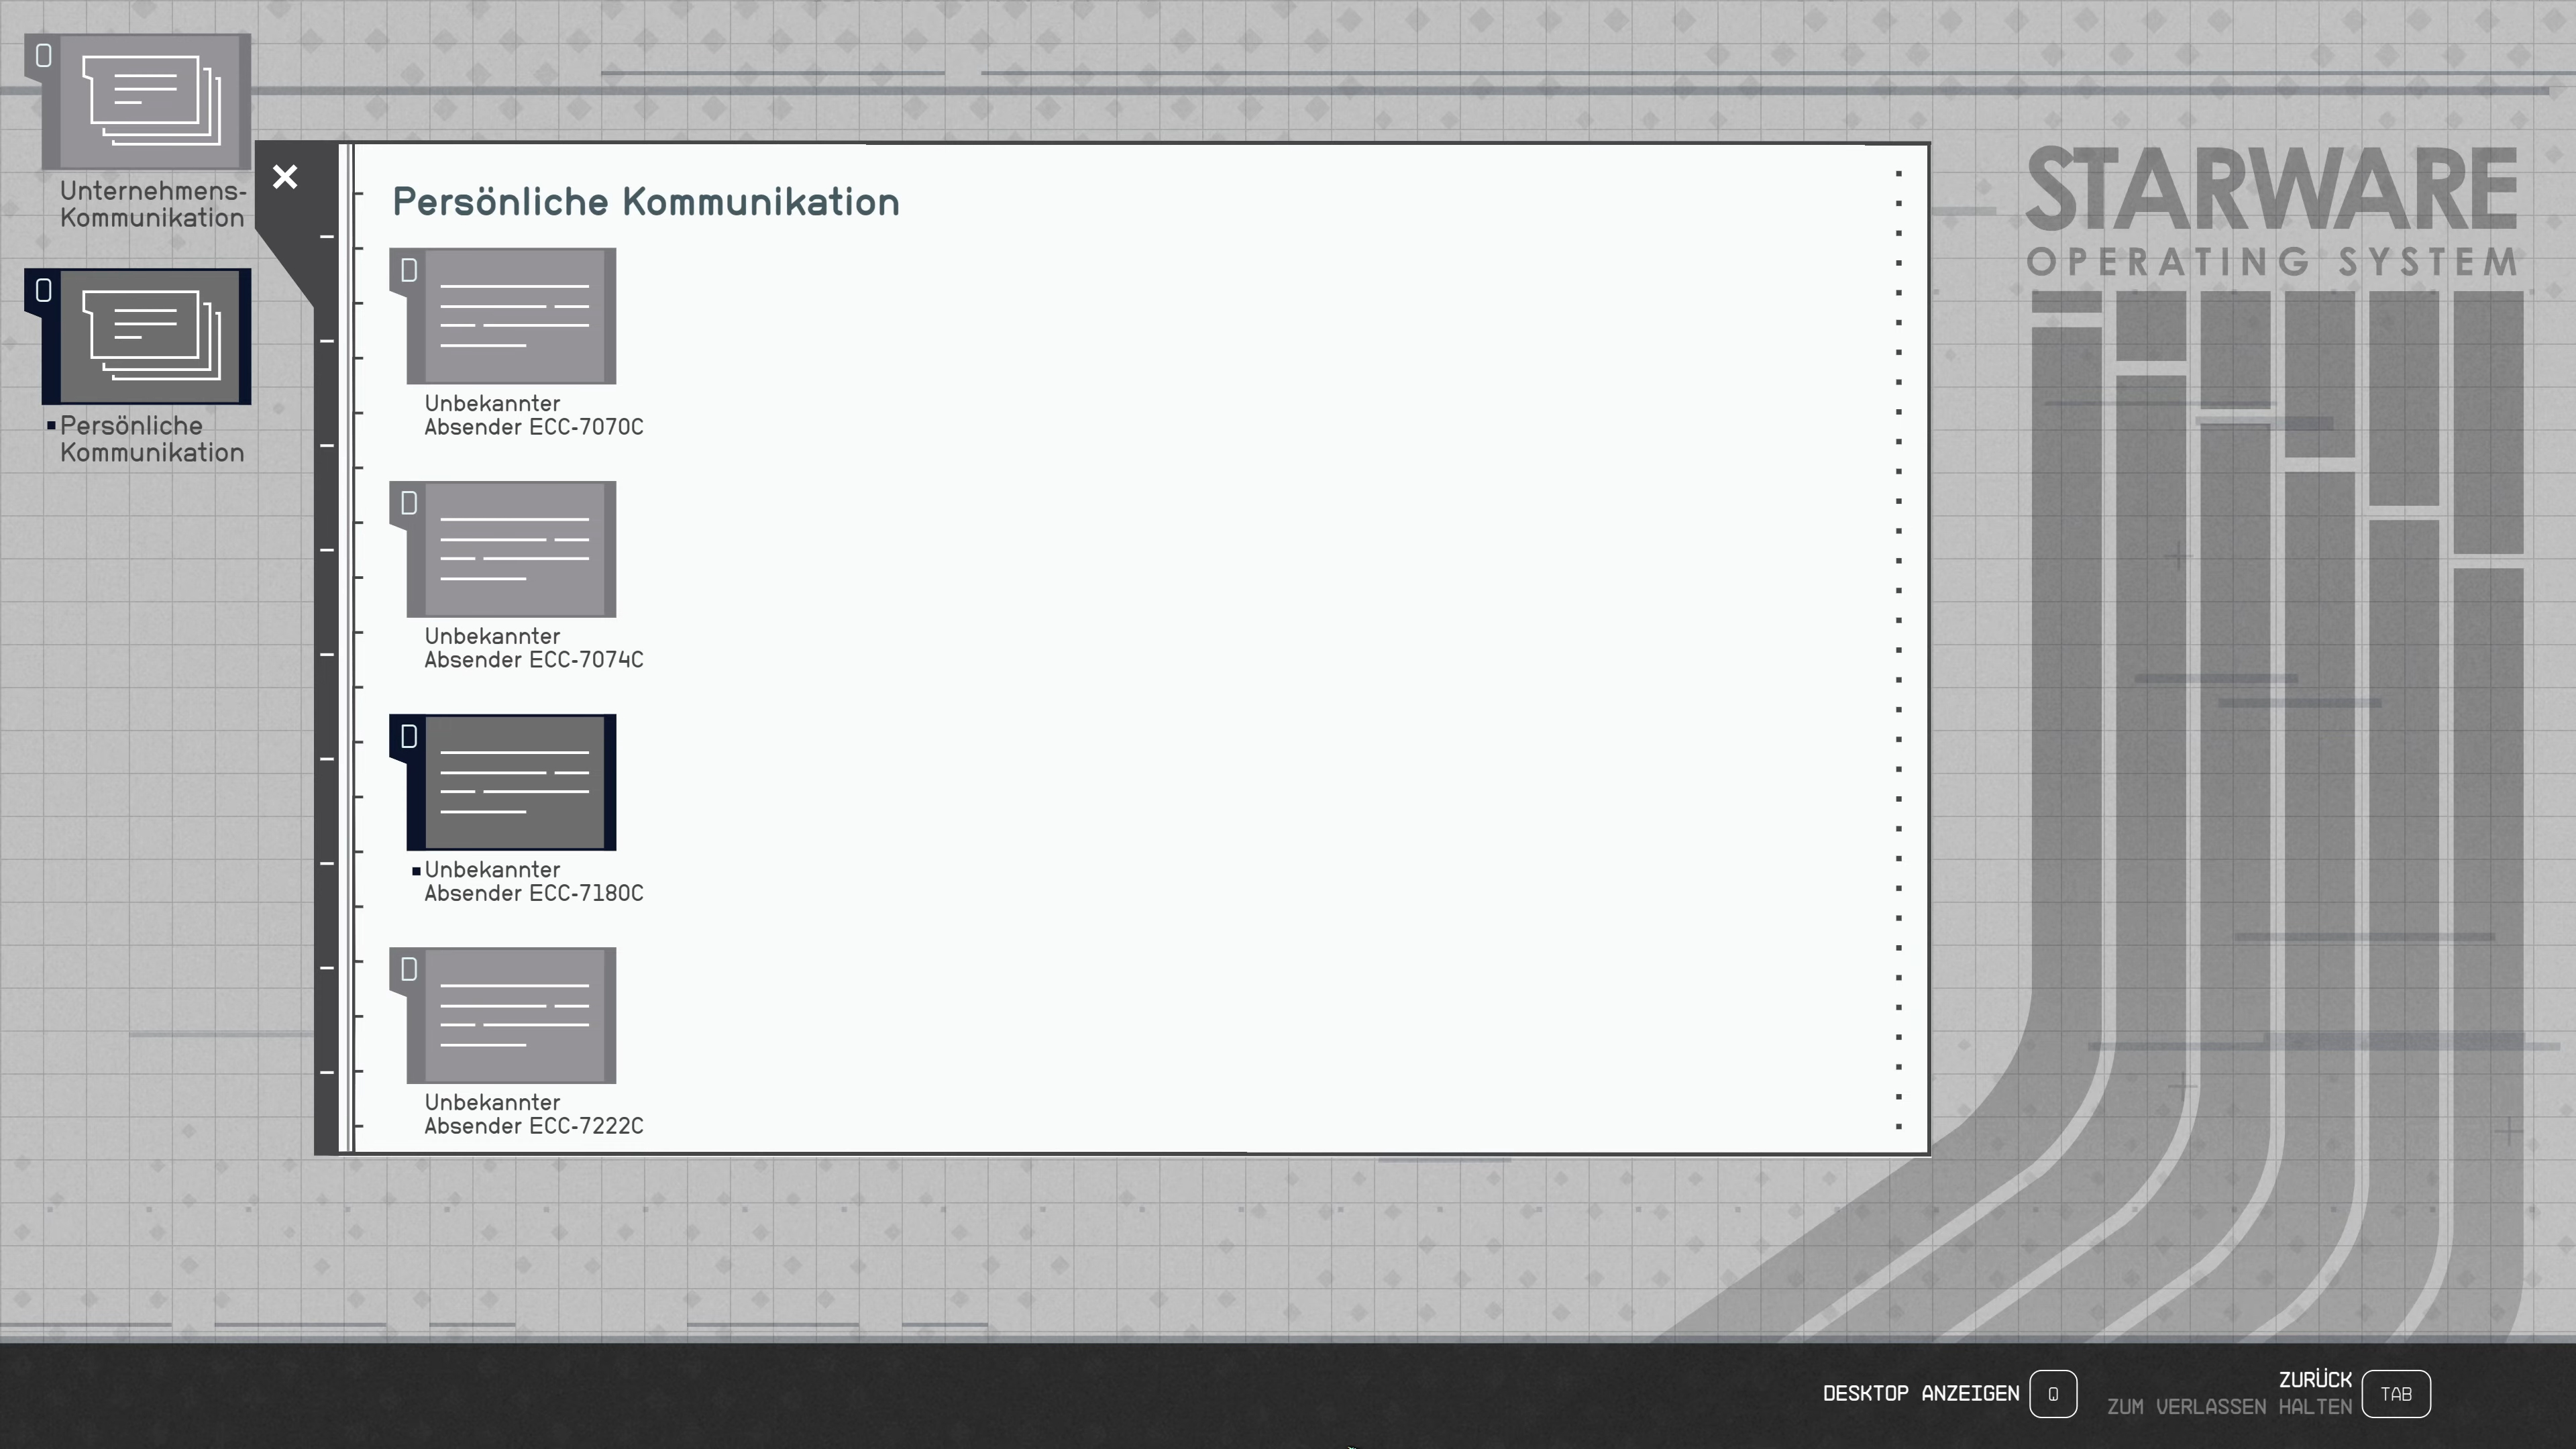 Unternehmens-
Kommunikation
Persönliche
Kommunikation
Persönliche Kommunikation
Unbekannter
Absender ECC-7070C
Unbekannter
Absender ECC-7074C
Unbekannter
Absender ECC-7180C
Unbekannter
Absender ECC-7222C
STARWARE
OPERATING SYSTEM
DESKTOP ANZEIGEN Q
ZURÜCK
ZUM VERLASSEN HALTEN TAB